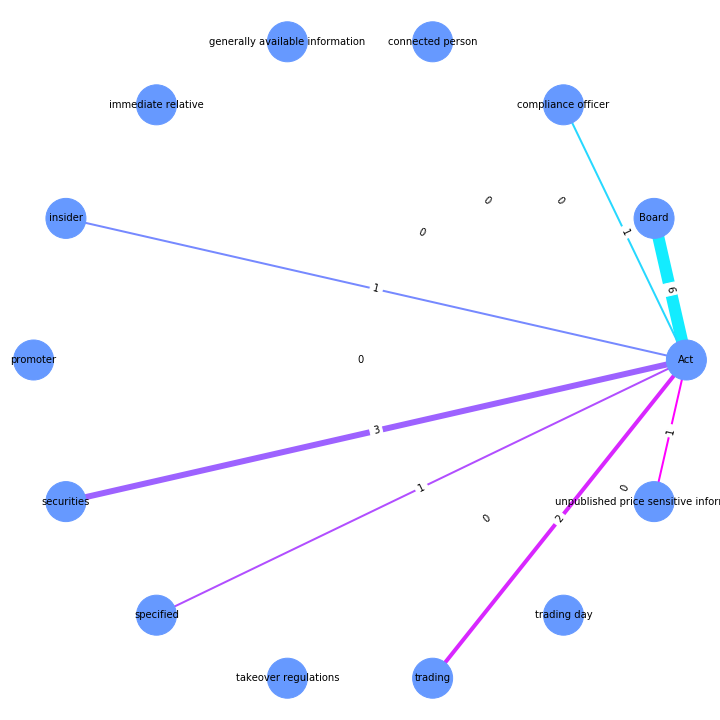 generally available information
connected person
immediate relative
compliance officer
0
0
insider
Board
0
1
1
6
promoter
0
Act
3
1
securities
1
0
unpublished price sensitive infor
0
2
specified
trading day
takeover regulations
trading